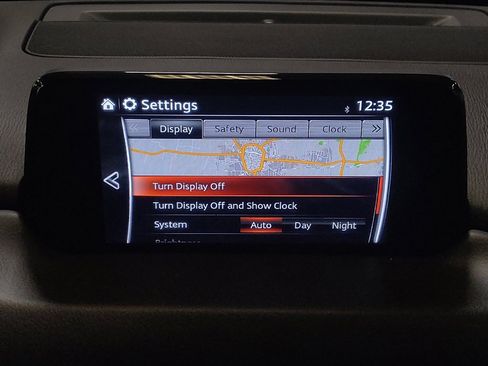 Settings 12:35
Display Safety Sound Clock
Turn Display Off
Turn Display Off and Show Clock
System Auto Day Night
Brightness